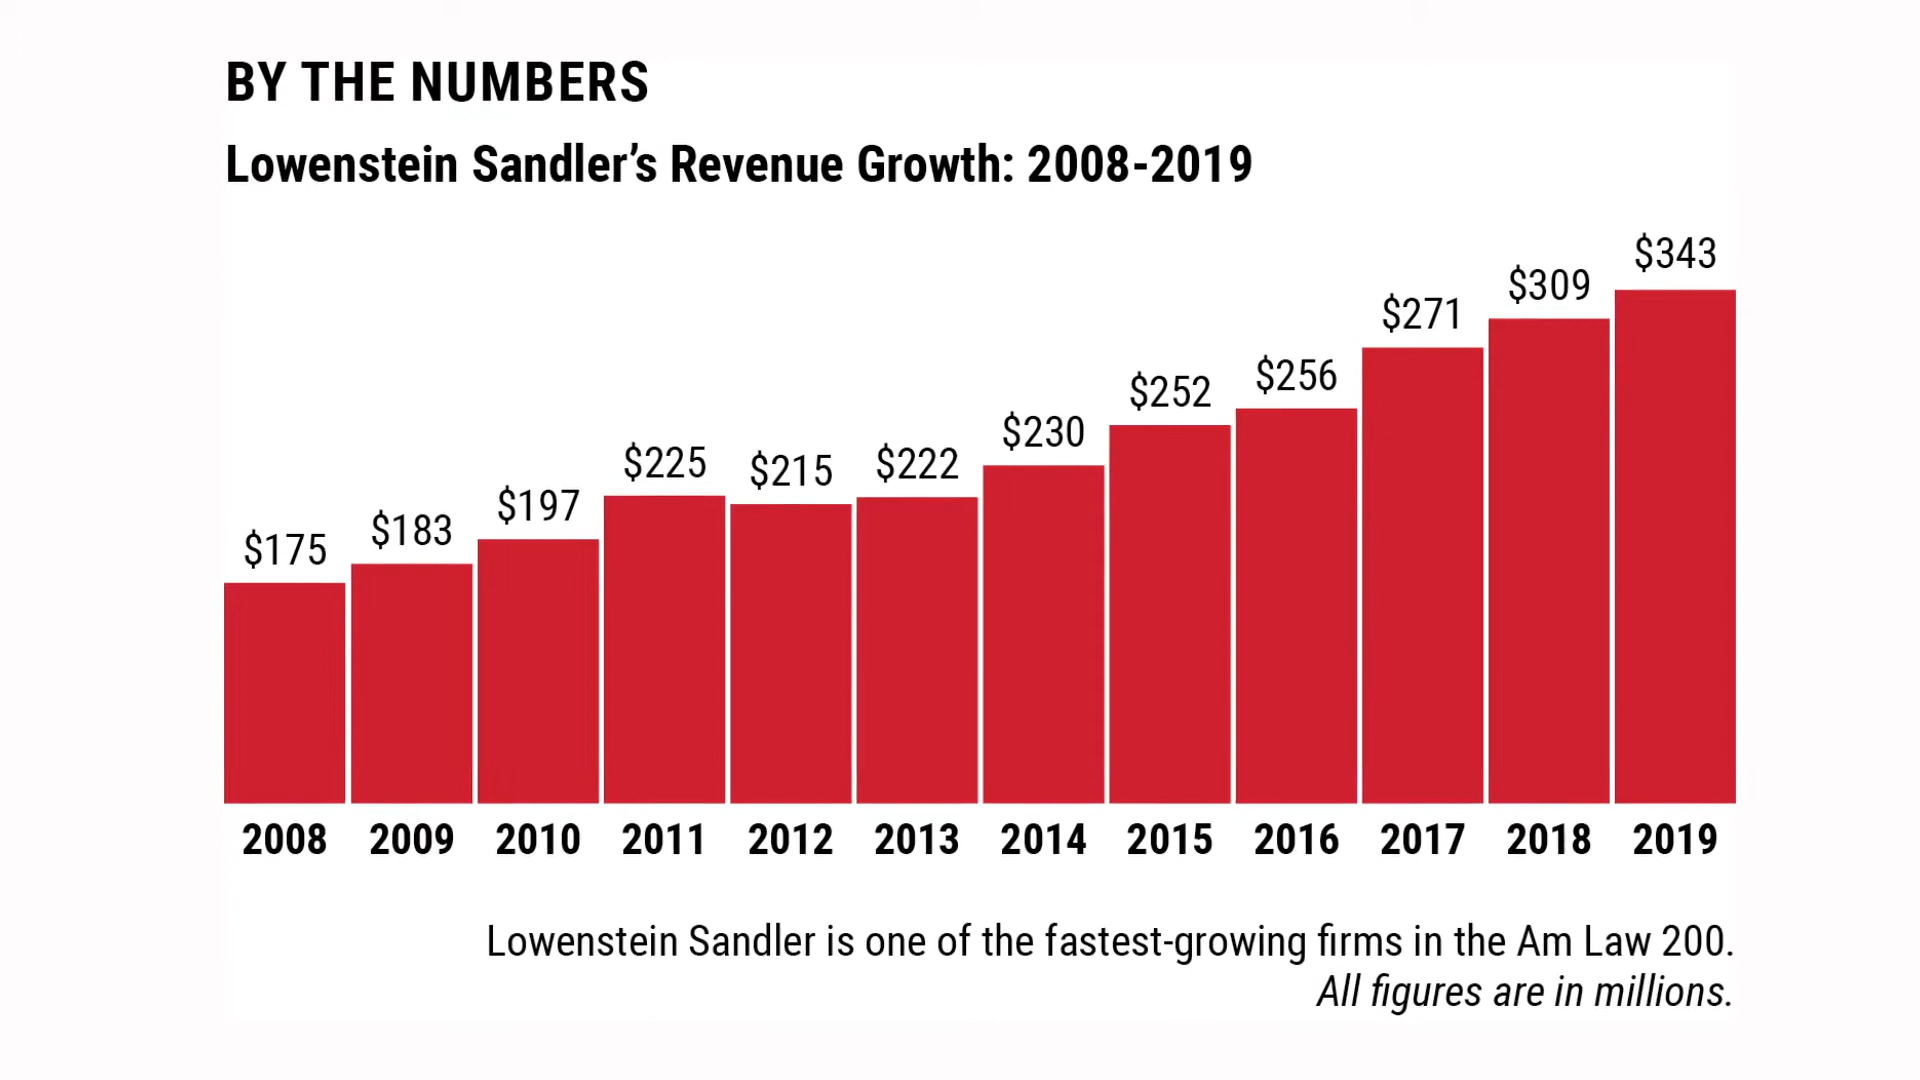 BY THE NUMBERS
Lowenstein Sandler’s Revenue Growth: 2008-2019
$175 $183 $197 $225 $215 $222 $230 $252 $256 $271 $309 $343
2008 2009 2010 2011 2012 2013 2014 2015 2016 2017 2018 2019
Lowenstein Sandler is one of the fastest-growing firms in the Am Law 200.
All figures are in millions.